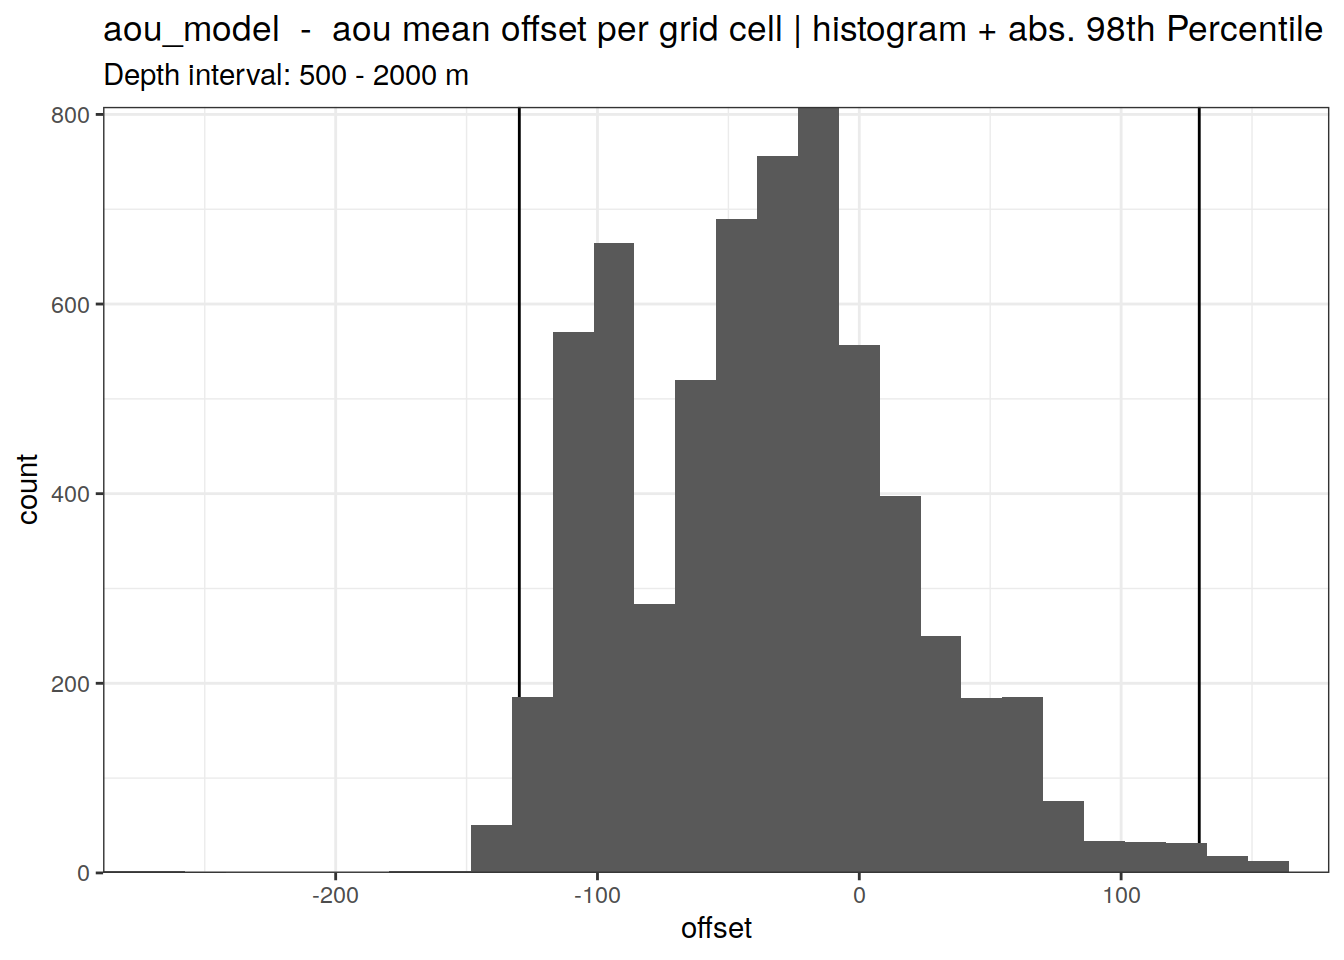 aou_model  -  aou mean offset per grid cell | histogram + abs. 98th Percentile
Depth interval: 500 - 2000 m
800
600
400
200
0
count
-200
-100
0
100
offset